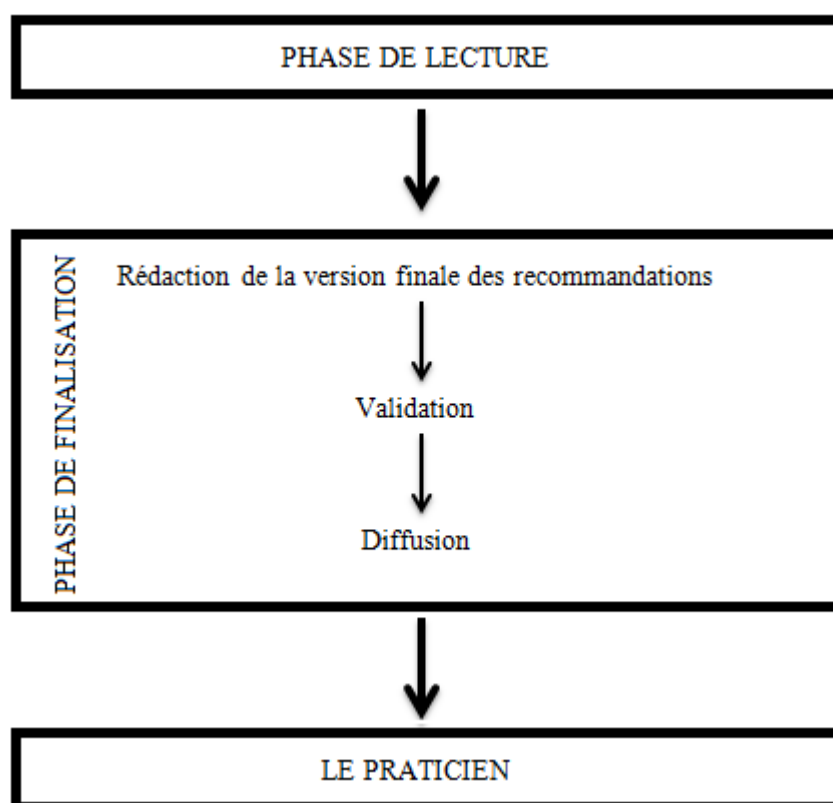 PHASE DE LECTURE
PHASE DE FINALISATION
Rédaction de la version finale des recommandations
Validation
Diffusion
LE PRATICIEN